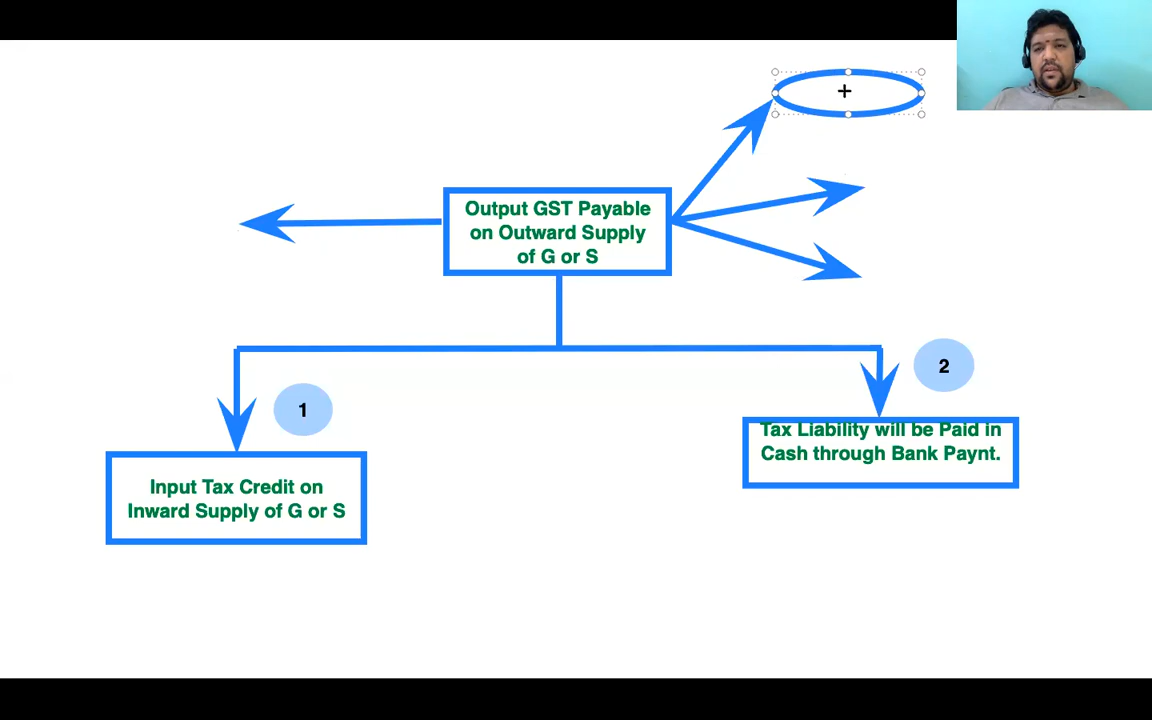 Output GST Payable
on Outward Supply
of G or S
2
1
Tax Liability will be Paid in
Cash through Bank Paynt.
Input Tax Credit on
Inward Supply of G or S